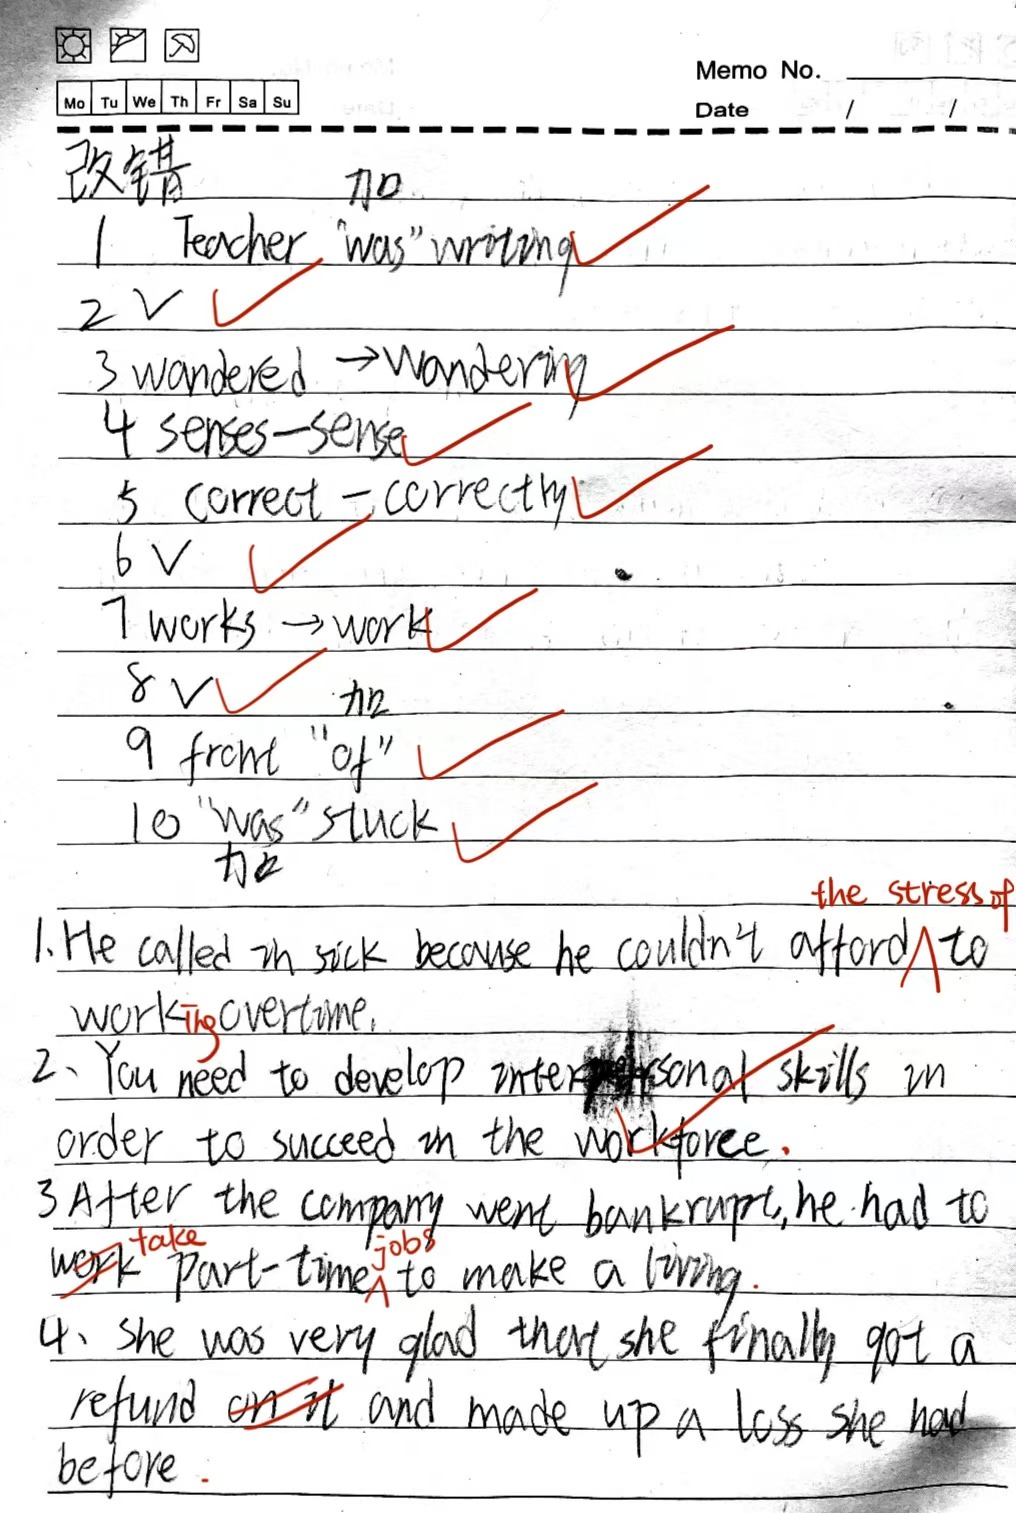 Mo Tu We Th Fr Sa Su
Memo No.
Date / /
改错
加
1 Teacher "was" writing
2 V
3 wandered → wandering
4 senses—sense
5 correct — correctly
6 V
7 works → work
8 V
加
9 front "of"
10 "was" stuck
加
the stress of
1. He called in sick because he couldn't afford to
working overtime.
2、You need to develop interpersonal skills in
order to succeed in the workforce.
3 After the company went bankrupt, he had to
take jobs
work part-time to make a living.
4、She was very glad that she finally got a
refund on it and made up a loss she had
before.